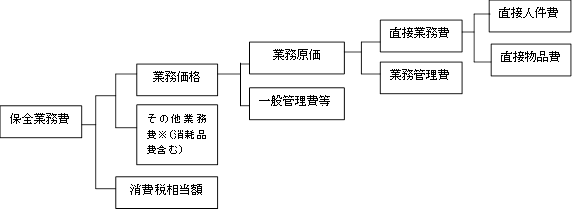 直接人件費
直接業務費
業務原価
直接物品費
業務価格
業務管理費
一般管理費等
保全業務費
その他業務
費※(消耗品
費含む)
消費税相当額